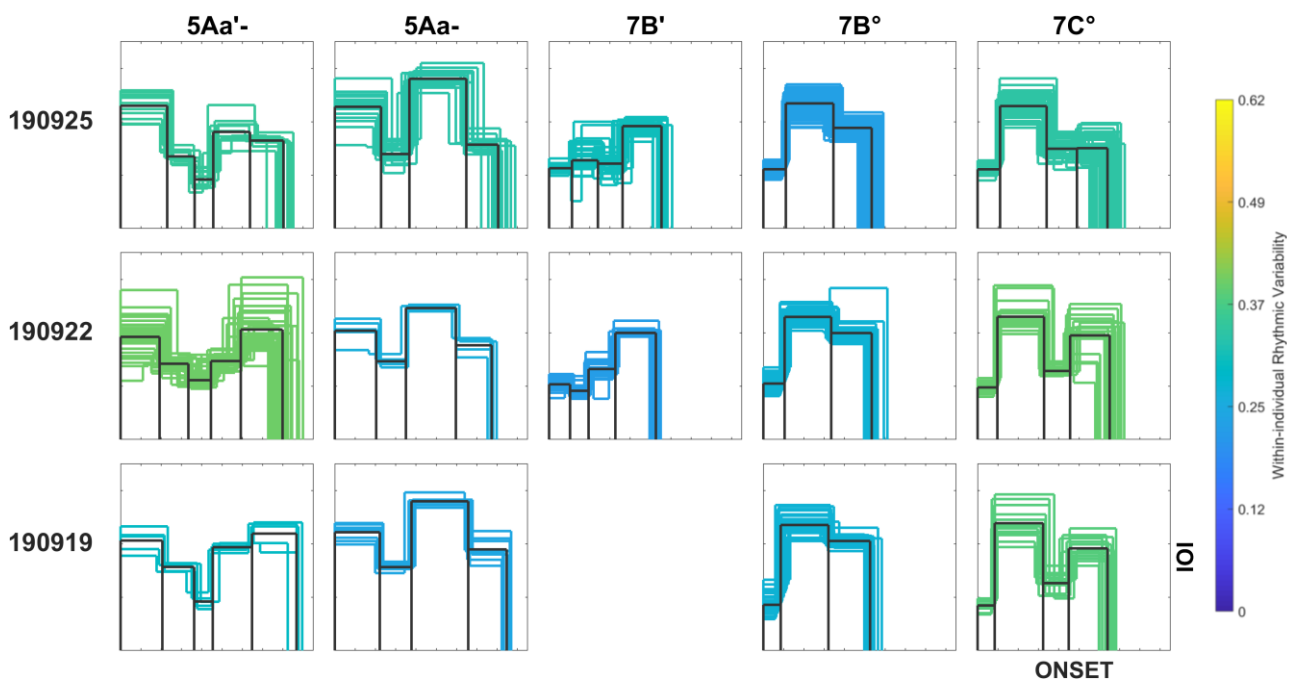 5Aa'- 5Aa- 7B' 7B° 7C°
190925
0.62
0.49
190922
0.37
0.25
0.12
190919
0
Within-individual Rhythmic Variability
IOI
ONSET